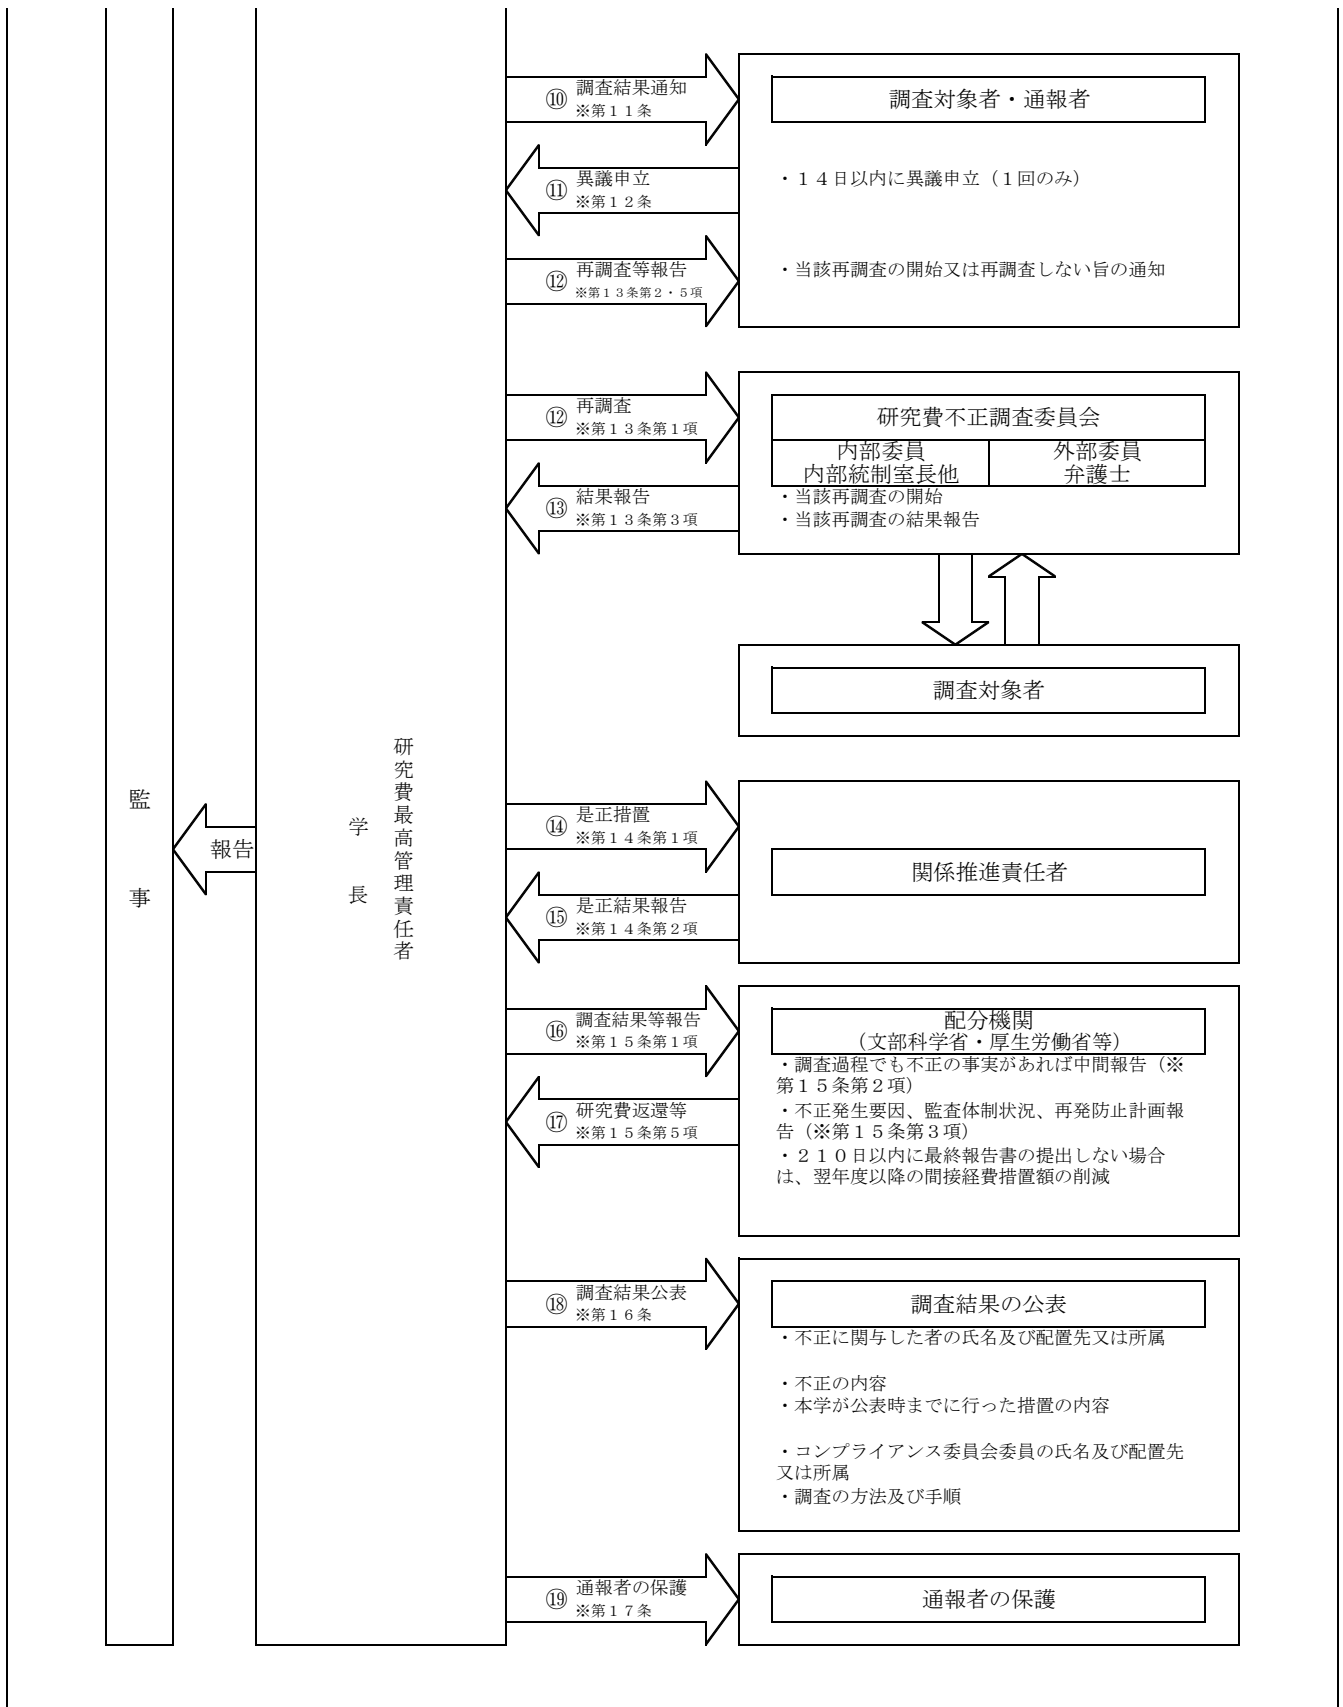 ⑩ 調査結果通知
※第１１条
調査対象者・通報者
⑪ 異議申立
※第１２条
・１４日以内に異議申立（１回のみ）
⑫ 再調査等報告
※第１３条第２・５項
・当該再調査の開始又は再調査しない旨の通知
⑫ 再調査
※第１３条第１項
研究費不正調査委員会
内部委員
内部統制室長他
外部委員
弁護士
⑬ 結果報告
※第１３条第３項
・当該再調査の開始
・当該再調査の結果報告
調査対象者
監事
報告
学長
研究費最高管理責任者
⑭ 是正措置
※第１４条第１項
関係推進責任者
⑮ 是正結果報告
※第１４条第２項
⑯ 調査結果等報告
※第１５条第１項
配分機関
（文部科学省・厚生労働省等）
・調査過程でも不正の事実があれば中間報告（※
第１５条第２項）
⑰ 研究費返還等
※第１５条第５項
・不正発生要因、監査体制状況、再発防止計画報
告（※第１５条第３項）
・２１０日以内に最終報告書の提出しない場合
は、翌年度以降の間接経費措置額の削減
⑱ 調査結果公表
※第１６条
調査結果の公表
・不正に関与した者の氏名及び配置先又は所属
・不正の内容
・本学が公表時までに行った措置の内容
・コンプライアンス委員会委員の氏名及び配置先
又は所属
・調査の方法及び手順
⑲ 通報者の保護
※第１７条
通報者の保護